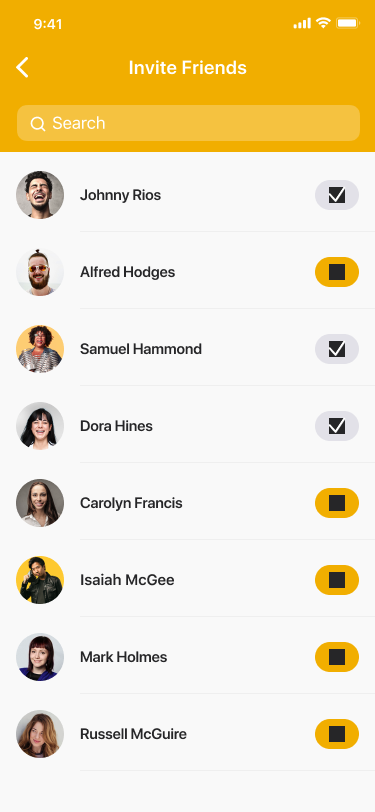 9:41
Invite Friends
Search
Johnny Rios
Alfred Hodges
Samuel Hammond
Dora Hines
Carolyn Francis
Isaiah McGee
Mark Holmes
Russell McGuire